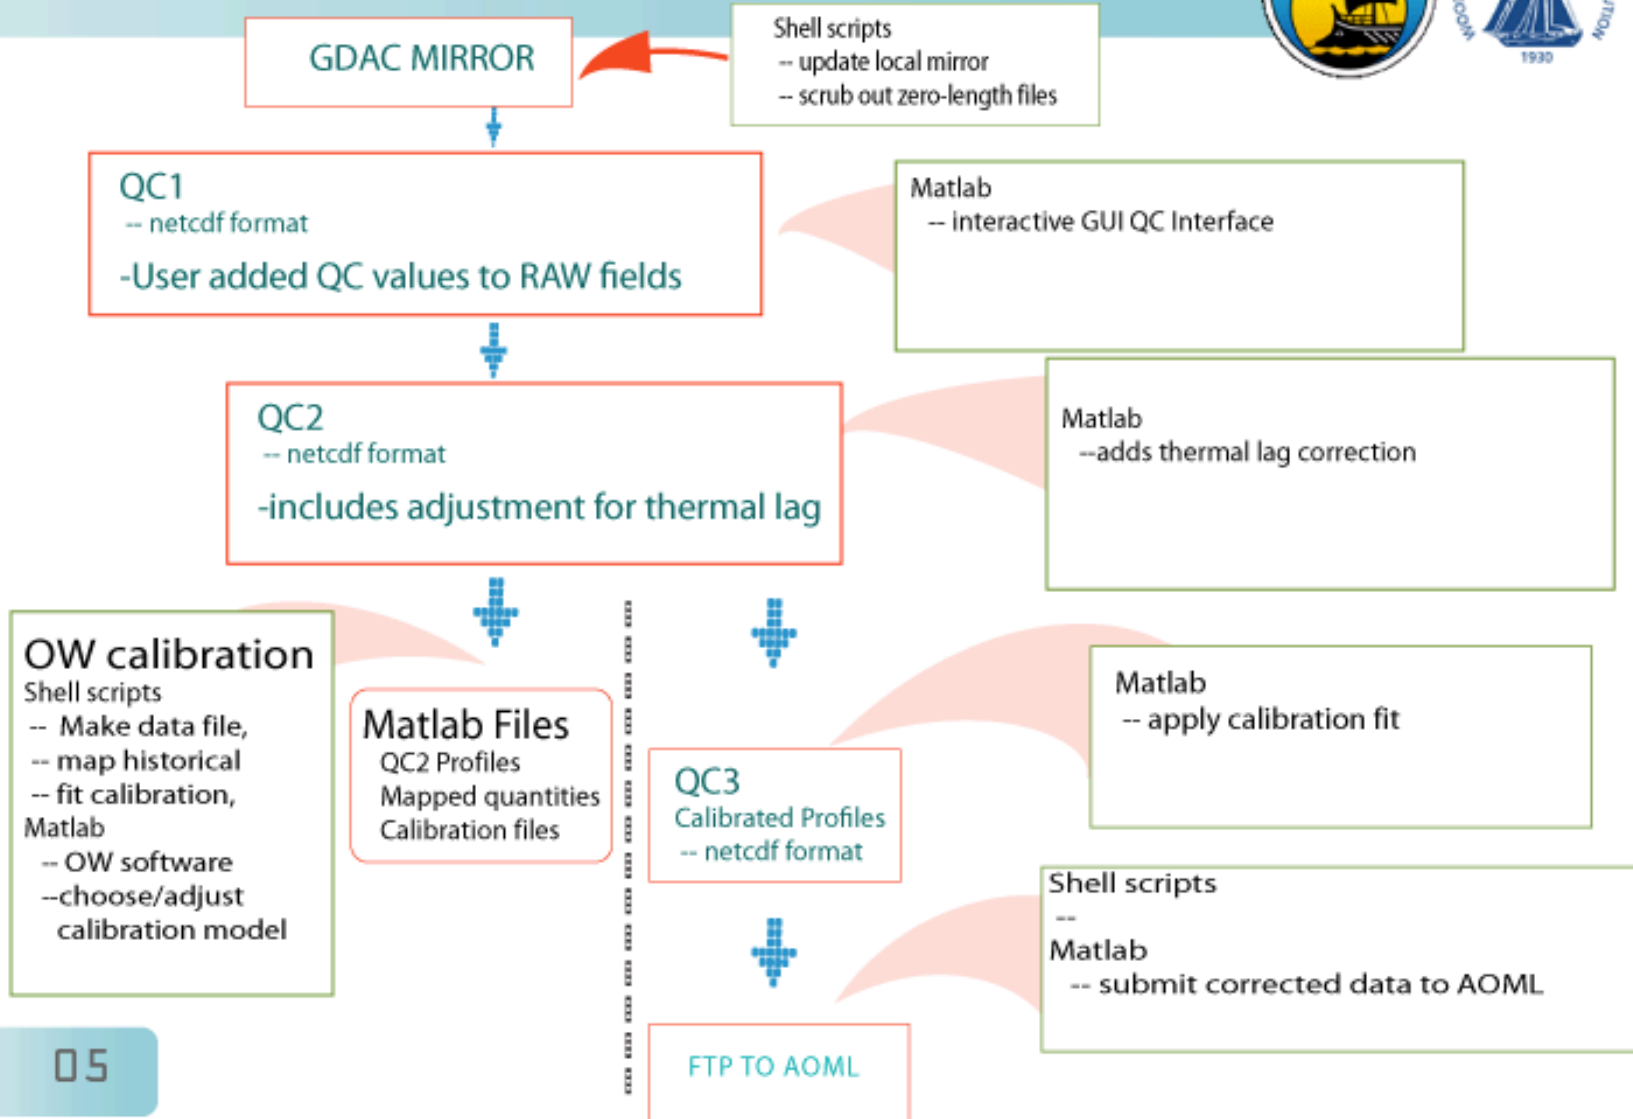 GDAC MIRROR
Shell scripts
-- update local mirror
-- scrub out zero-length files
1930
QC1
-- netcdf format
-User added QC values to RAW fields
Matlab
-- interactive GUI QC Interface
QC2
-- netcdf format
-includes adjustment for thermal lag
Matlab
--adds thermal lag correction
OW calibration
Shell scripts
-- Make data file,
-- map historical
-- fit calibration,
Matlab
-- OW software
--choose/adjust
calibration model
Matlab Files
QC2 Profiles
Mapped quantities
Calibration files
QC3
Calibrated Profiles
-- netcdf format
Matlab
-- apply calibration fit
Shell scripts
--
Matlab
-- submit corrected data to AOML
FTP TO AOML
05